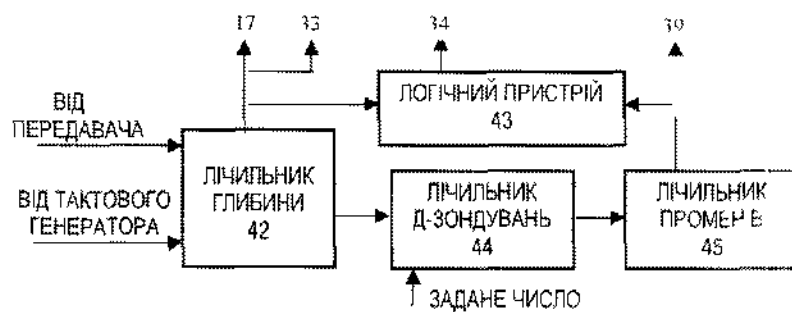 17 33 34 39
ЛОГІЧНИЙ ПРИСТРІЙ
43
ВІД
ПЕРЕДАВАЧА
ВІД ТАКТОВОГО
ГЕНЕРАТОРА
ЛІЧИЛЬНИК
ГЛИБИНИ
42
ЛІЧИЛЬНИК
Д-ЗОНДУВАНЬ
44
ЛІЧИЛЬНИК
ПРОМЕР В
45
ЗАДАНЕ ЧИСЛО